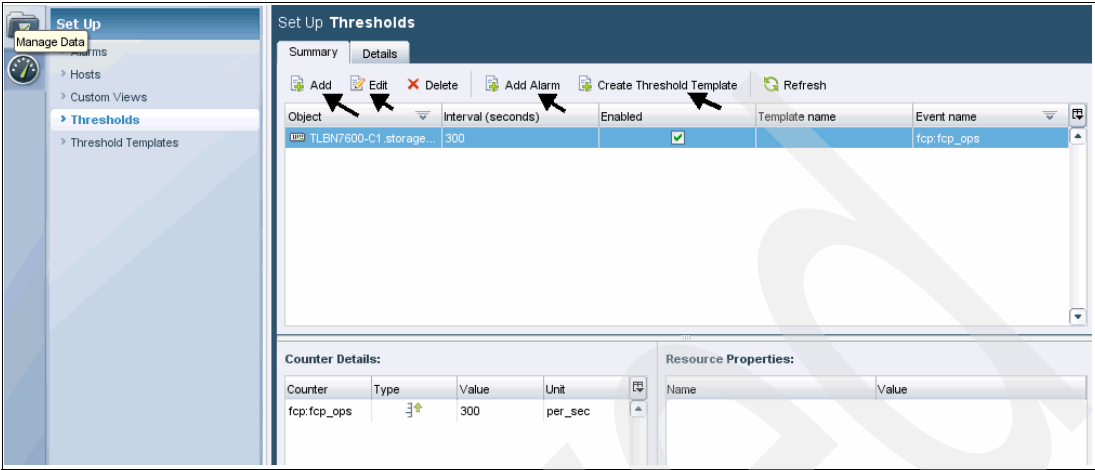 Set Up
Manage Data
Alarms
Hosts
Custom Views
Thresholds
Threshold Templates
Set Up Thresholds
Summary Details
Add Edit Delete Add Alarm Create Threshold Template Refresh
Object Interval (seconds) Enabled Template name Event name
TLBN7600-C1.storage... 300 fcp:fcp_ops
Counter Details: Resource Properties:
Counter Type Value Unit Name Value
fcp:fcp_ops 300 per_sec